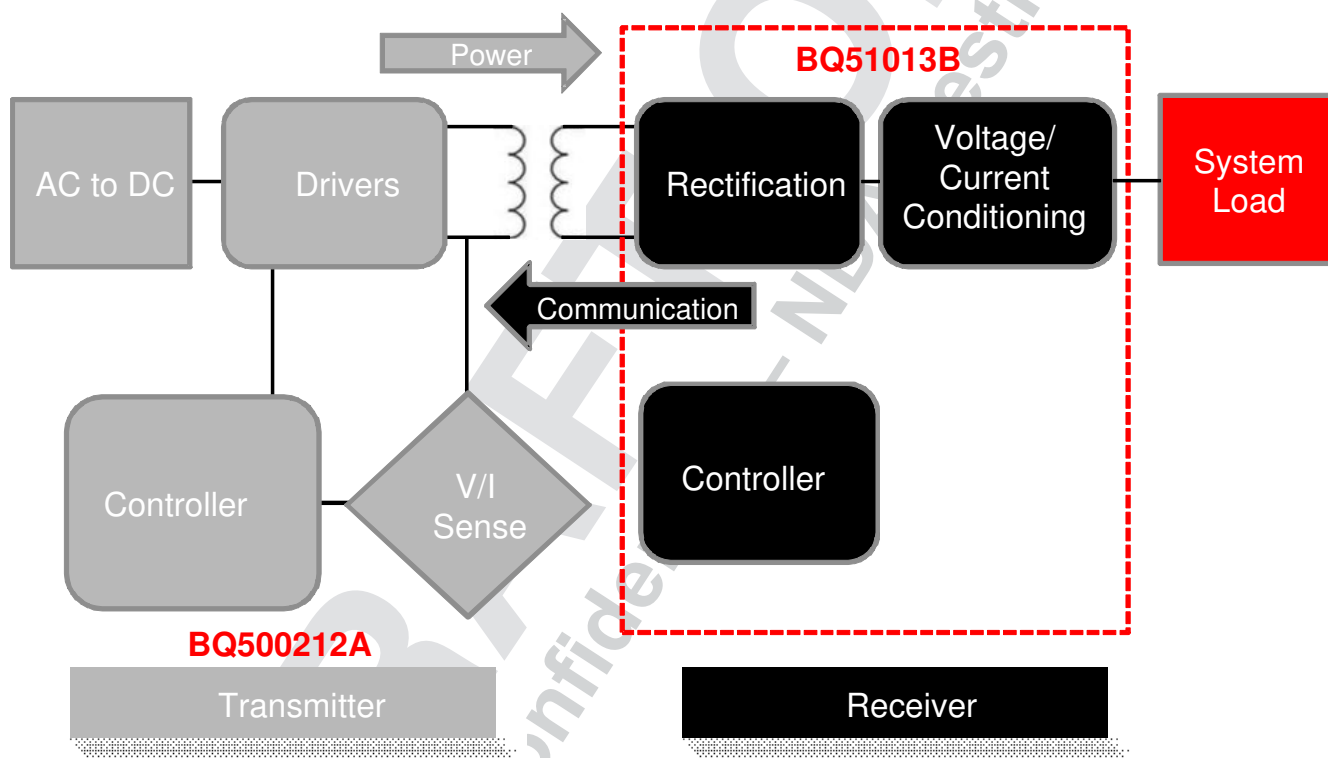 Power
BQ51013B
AC to DC
Drivers
Rectification
Voltage/
Current
Conditioning
System
Load
Communication
Controller
V/I
Sense
Controller
BQ500212A
Transmitter
Receiver